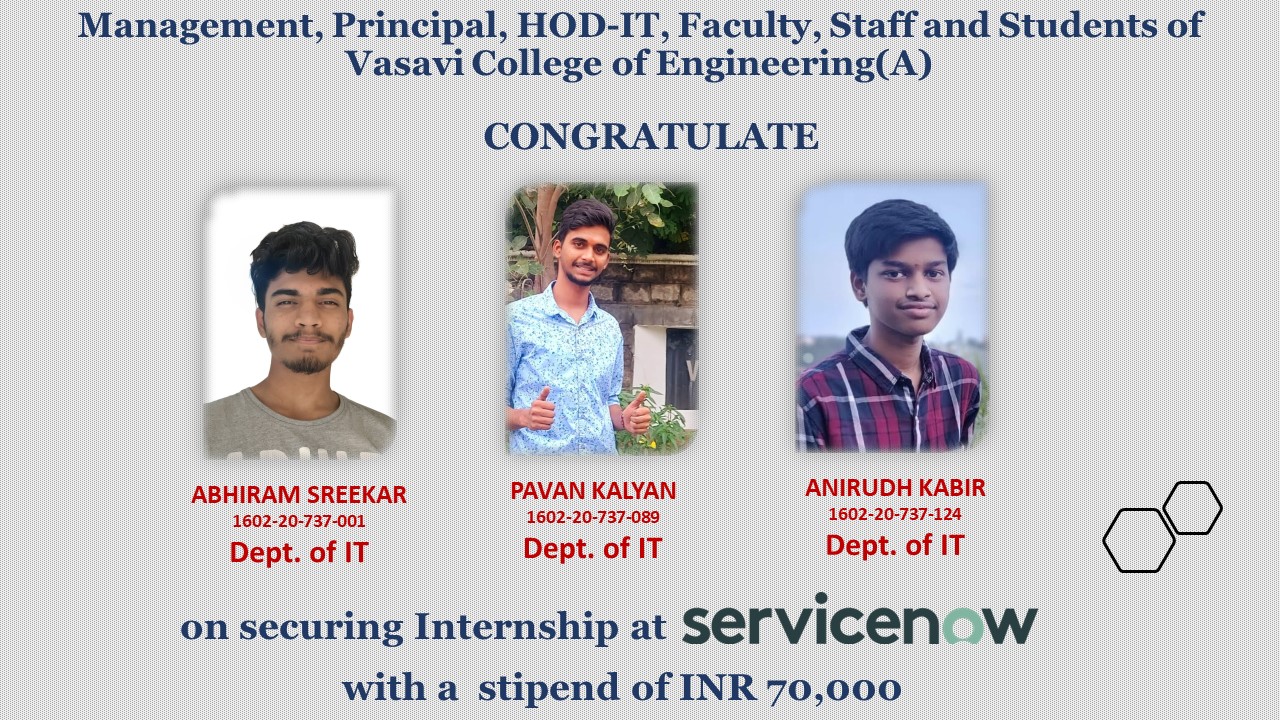 Management, Principal, HOD-IT, Faculty, Staff and Students of
Vasavi College of Engineering(A)
CONGRATULATE
ABHIRAM SREEKAR
1602-20-737-001
Dept. of IT
PAVAN KALYAN
1602-20-737-089
Dept. of IT
ANIRUDH KABIR
1602-20-737-124
Dept. of IT
on securing Internship at servicenow
with a stipend of INR 70,000